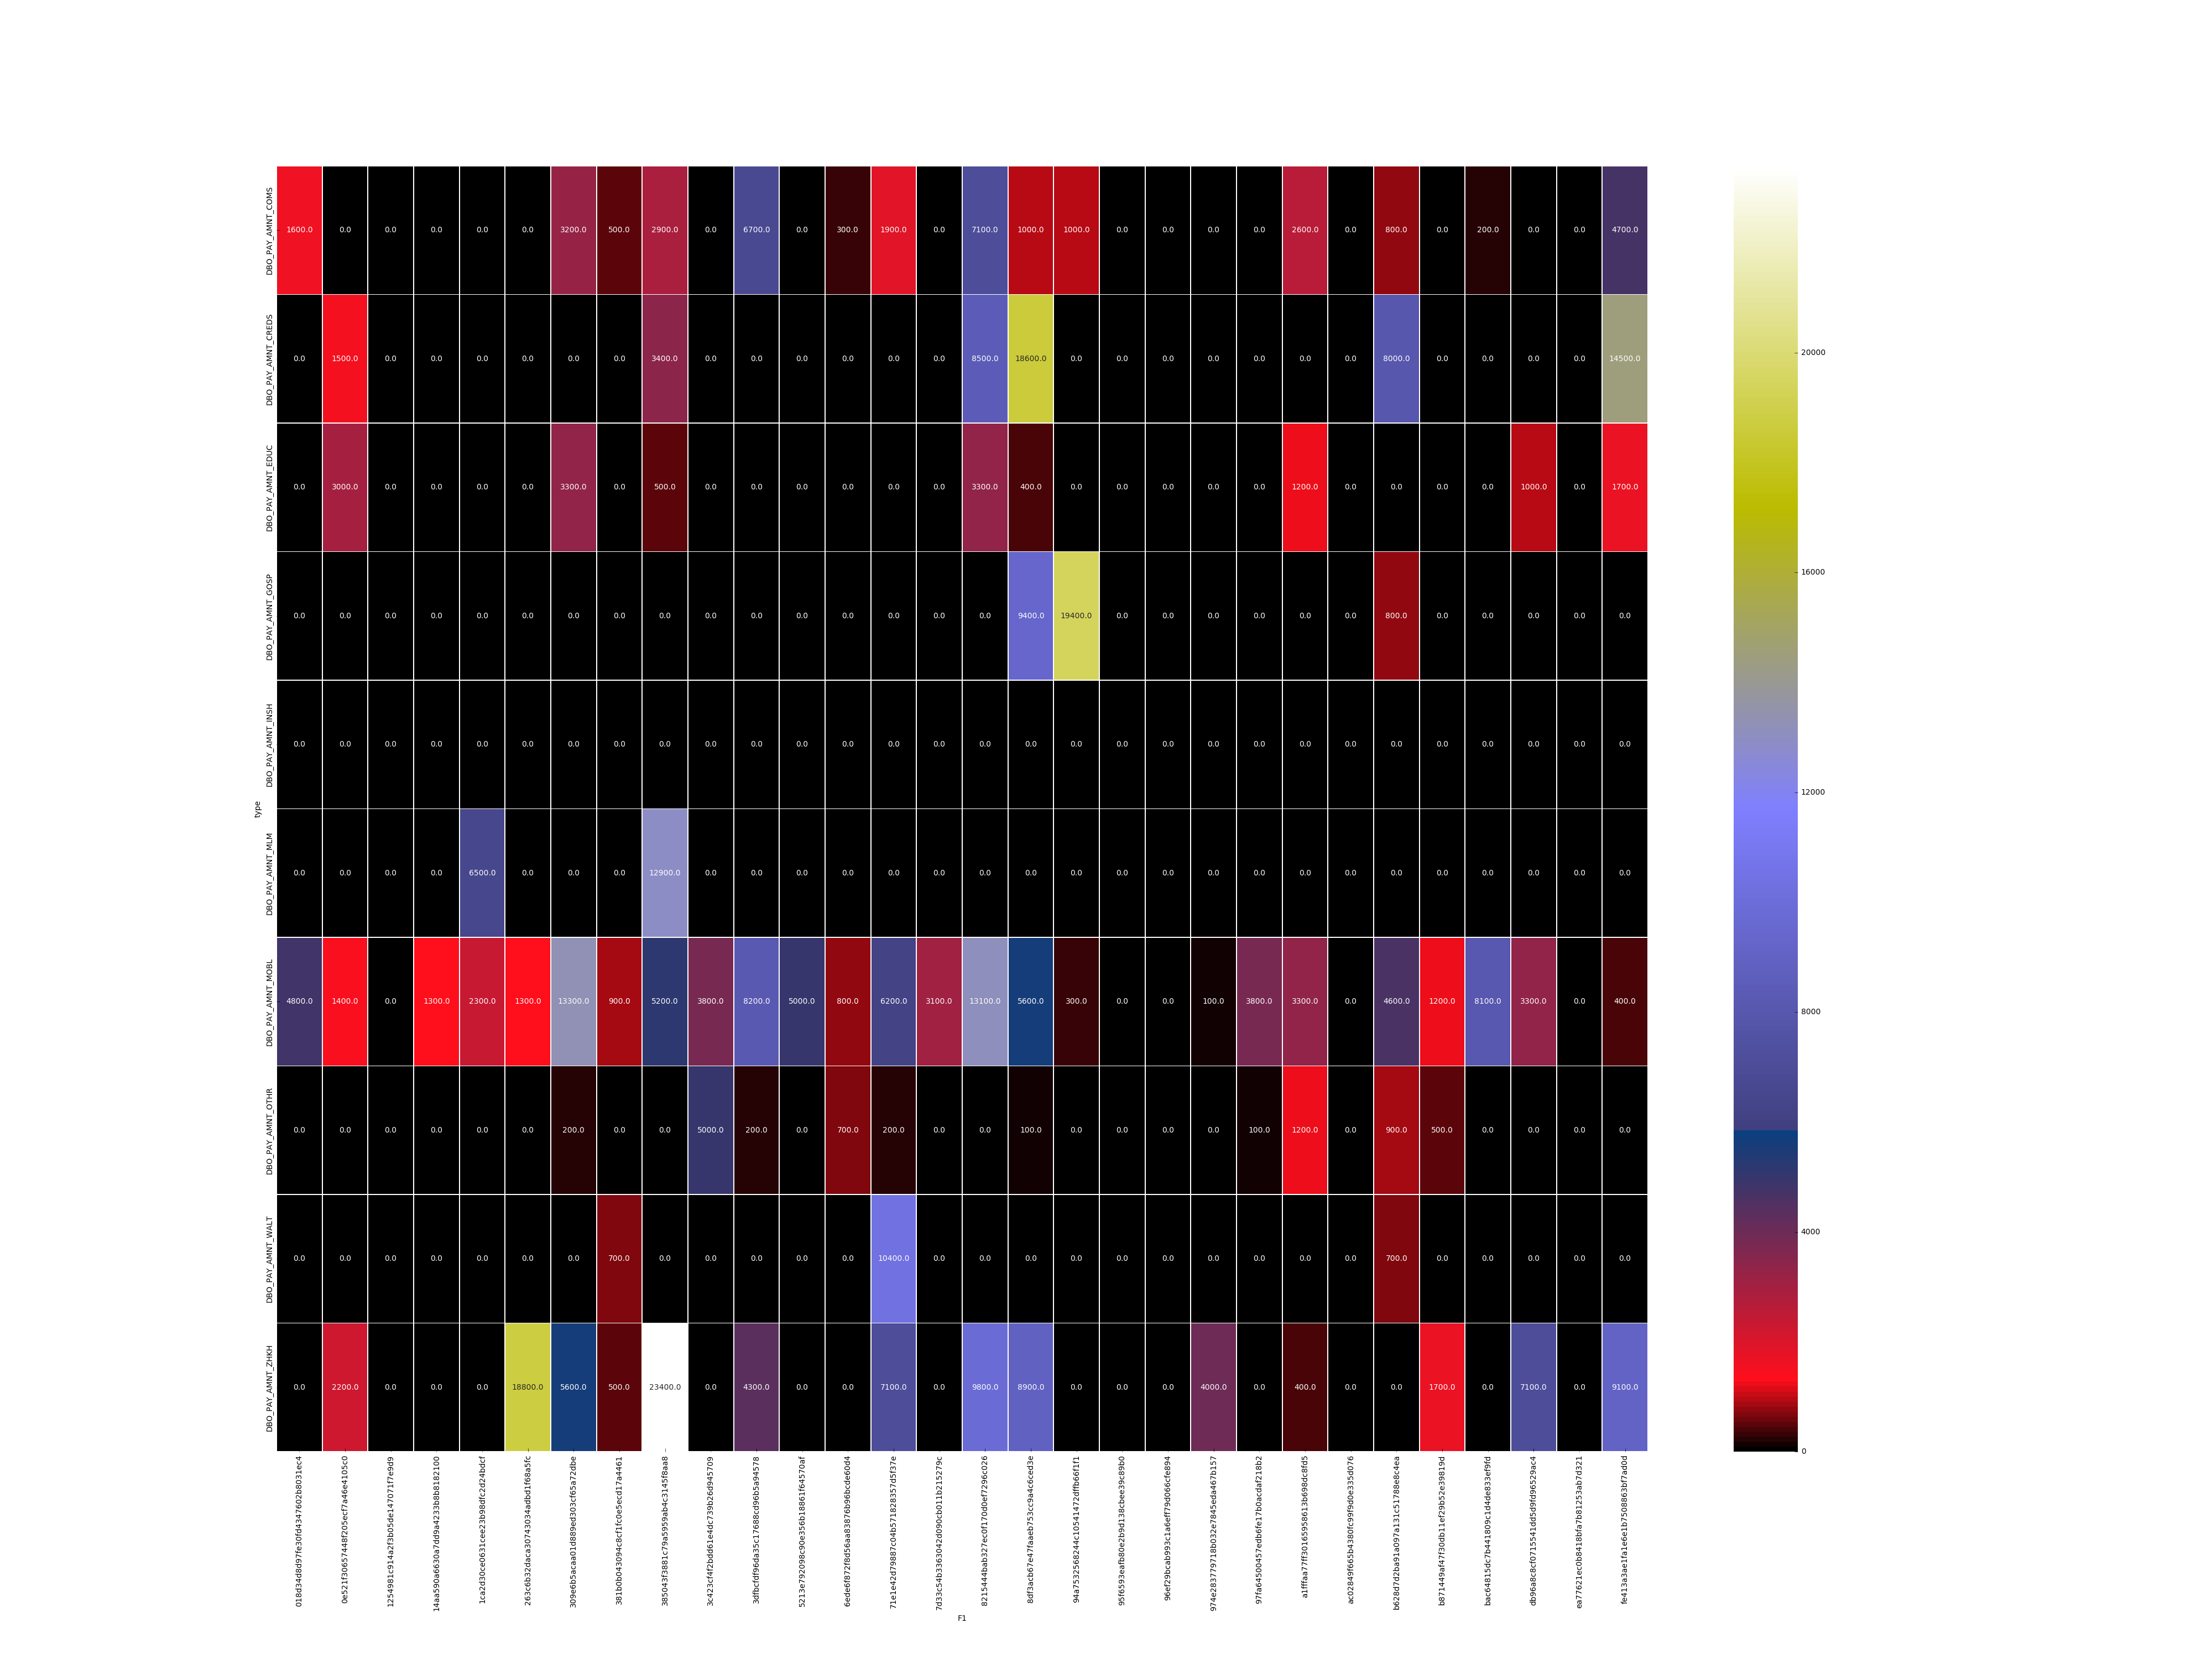 DBO_PAY_AMNT_COMS
1600.0 0.0 0.0 0.0 0.0 0.0 3200.0 500.0 2900.0 0.0 6700.0 0.0 300.0 1900.0 0.0 7100.0 1000.0 1000.0 0.0 0.0 0.0 0.0 2600.0 0.0 800.0 0.0 200.0 0.0 0.0 4700.0
DBO_PAY_AMNT_CREDS
0.0 1500.0 0.0 0.0 0.0 0.0 0.0 0.0 3400.0 0.0 0.0 0.0 0.0 0.0 0.0 8500.0 18600.0 0.0 0.0 0.0 0.0 0.0 0.0 0.0 8000.0 0.0 0.0 0.0 0.0 14500.0
DBO_PAY_AMNT_EDUC
0.0 3000.0 0.0 0.0 0.0 0.0 3300.0 0.0 500.0 0.0 0.0 0.0 0.0 0.0 0.0 3300.0 400.0 0.0 0.0 0.0 0.0 0.0 1200.0 0.0 0.0 0.0 0.0 1000.0 0.0 1700.0
DBO_PAY_AMNT_GOSP
0.0 0.0 0.0 0.0 0.0 0.0 0.0 0.0 0.0 0.0 0.0 0.0 0.0 0.0 0.0 0.0 9400.0 19400.0 0.0 0.0 0.0 0.0 0.0 0.0 800.0 0.0 0.0 0.0 0.0 0.0
DBO_PAY_AMNT_INSH
0.0 0.0 0.0 0.0 0.0 0.0 0.0 0.0 0.0 0.0 0.0 0.0 0.0 0.0 0.0 0.0 0.0 0.0 0.0 0.0 0.0 0.0 0.0 0.0 0.0 0.0 0.0 0.0 0.0 0.0
type
DBO_PAY_AMNT_MLM
0.0 0.0 0.0 0.0 6500.0 0.0 0.0 0.0 12900.0 0.0 0.0 0.0 0.0 0.0 0.0 0.0 0.0 0.0 0.0 0.0 0.0 0.0 0.0 0.0 0.0 0.0 0.0 0.0 0.0 0.0
DBO_PAY_AMNT_MOBL
4800.0 1400.0 0.0 1300.0 2300.0 1300.0 13300.0 900.0 5200.0 3800.0 8200.0 5000.0 800.0 6200.0 3100.0 13100.0 5600.0 300.0 0.0 0.0 100.0 3800.0 3300.0 0.0 4600.0 1200.0 8100.0 3300.0 0.0 400.0
DBO_PAY_AMNT_OTHR
0.0 0.0 0.0 0.0 0.0 0.0 200.0 0.0 0.0 5000.0 200.0 0.0 700.0 200.0 0.0 0.0 100.0 0.0 0.0 0.0 0.0 100.0 1200.0 0.0 900.0 500.0 0.0 0.0 0.0 0.0
DBO_PAY_AMNT_WALT
0.0 0.0 0.0 0.0 0.0 0.0 0.0 700.0 0.0 0.0 0.0 0.0 0.0 10400.0 0.0 0.0 0.0 0.0 0.0 0.0 0.0 0.0 0.0 0.0 700.0 0.0 0.0 0.0 0.0 0.0
DBO_PAY_AMNT_ZHKH
0.0 2200.0 0.0 0.0 0.0 18800.0 5600.0 500.0 23400.0 0.0 4300.0 0.0 0.0 7100.0 0.0 9800.0 8900.0 0.0 0.0 0.0 4000.0 0.0 400.0 0.0 0.0 1700.0 0.0 7100.0 0.0 9100.0
018d34d8d97fe30fd4347602b8031ec4
0e521f30657448f205ecf7a46e4105c0
1254981c914a2f3b05de147071f7e9d9
14aa590a6630a7dd9a4233b8b8182100
1ca2d30ce0631cee23b98dfc2d24bdcf
263c6b32daca30743034adbd1f68a5fc
309e6b5acaa01d889ed303cf65a72dbe
381b0b043094c8cf1fc0e5ecd17a4461
385043f3881c79a5959ab4c3145f8aa8
3c423cf4f2bdd61e4dc739b26d945709
3dfbcfdf96da35c17688cd96b5a94578
5213e792098c90e356b18861f64570af
6ede6f872f8d56aa83876b96bcde60d4
71e1e42d79887c04b571828357d5f37e
7d33c54b3363042d090cb011b215279c
8215444bab327ec0f170d0ef7296c026
8df3acb67e47faaeb753cc9a4c6ced3e
94a7532568244c10541472dffb66f1f1
95f6593eafb80e2b9d138cbee39c89b0
96ef29bcab993c1a6eff79d066cfe894
974e283779718b032e7845eda467b157
97fa64500457edb6fe17b0acdaf218b2
a1fffaa77ff30165958613b698dc8fd5
ac02849f665b4380fc99f9d0e335d076
b628d7d2ba91a097a131c51788e8c4ea
b871449af47f30db11ef29b52e39819d
bac64815dc7b441809c1d4de833ef9fd
db96a8c8cf0715541dd5d9fd96529ac4
ea77621ec0b8418bfa7b81253ab7d321
fe413a3ae1fa1e6e1b7508863bf7ad0d
F1
20000
16000
12000
8000
4000
0